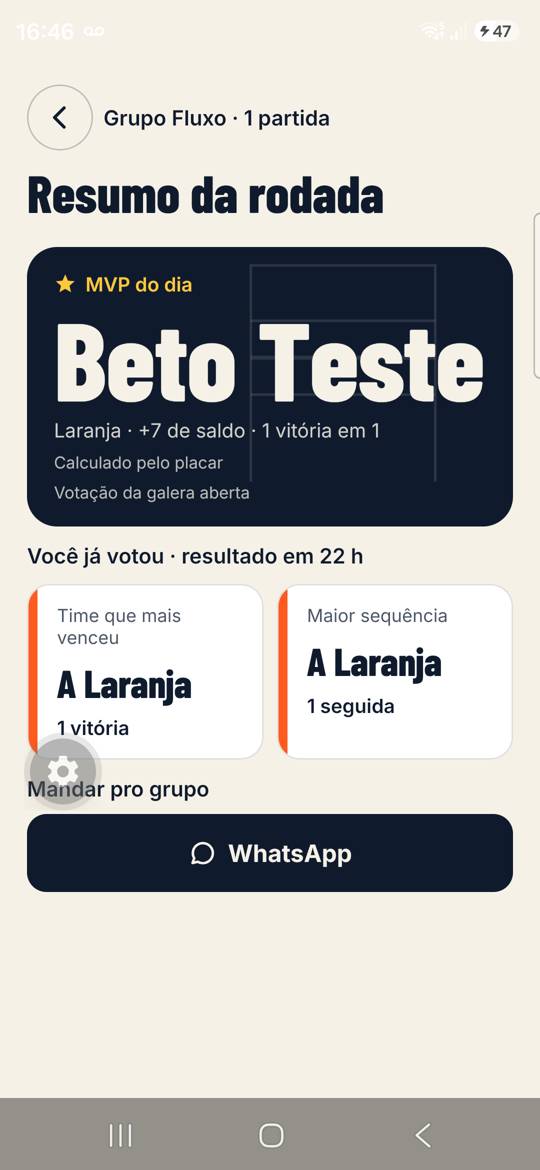 16:46
47
Grupo Fluxo · 1 partida
Resumo da rodada
MVP do dia
Beto Teste
Laranja · +7 de saldo · 1 vitória em 1
Calculado pelo placar
Votação da galera aberta
Você já votou · resultado em 22 h
Time que mais
venceu
A Laranja
1 vitória
Maior sequência
A Laranja
1 seguida
Mandar pro grupo
WhatsApp